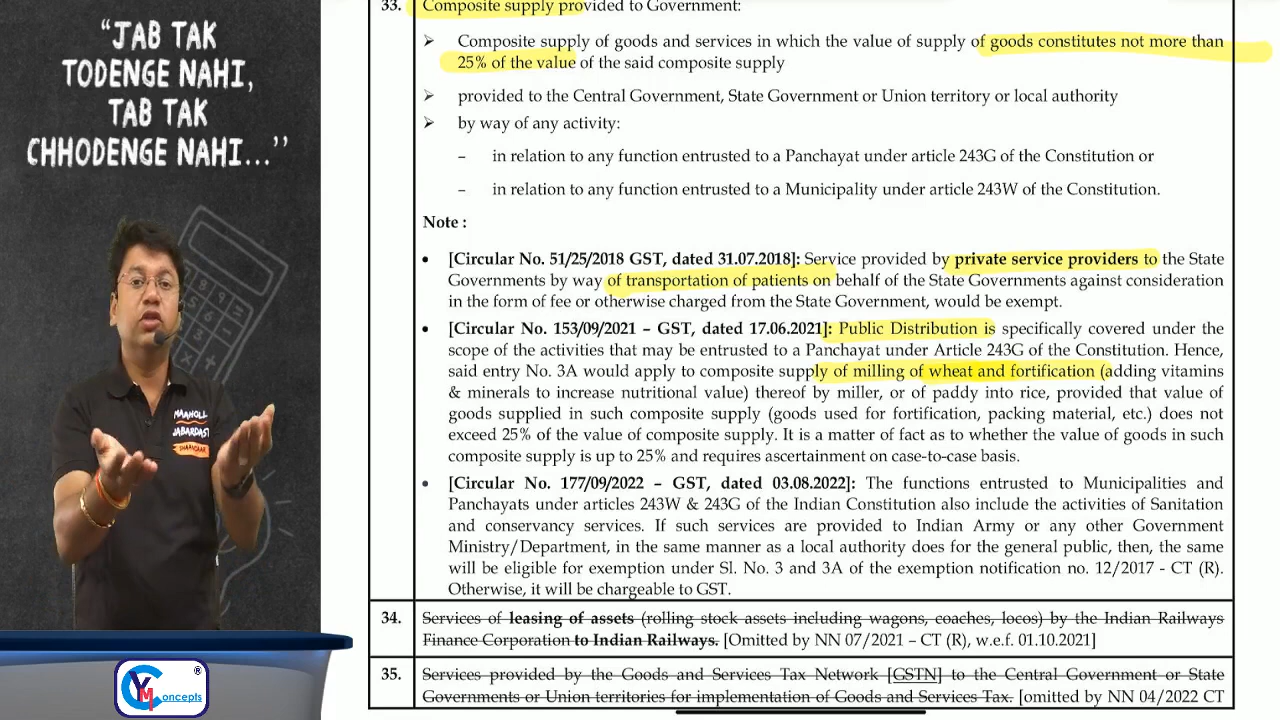 “JAB TAK
TODENGE NAHI,
TAB TAK
CHHODENGE NAHI...’’
MAAHOLL
JABARDAST
SHAANDAAR
CYM Concepts ®
33. Composite supply provided to Government:
➢ Composite supply of goods and services in which the value of supply of goods constitutes not more than
25% of the value of the said composite supply
➢ provided to the Central Government, State Government or Union territory or local authority
➢ by way of any activity:
– in relation to any function entrusted to a Panchayat under article 243G of the Constitution or
– in relation to any function entrusted to a Municipality under article 243W of the Constitution.
Note :
• [Circular No. 51/25/2018 GST, dated 31.07.2018]: Service provided by private service providers to the State
Governments by way of transportation of patients on behalf of the State Governments against consideration
in the form of fee or otherwise charged from the State Government, would be exempt.
• [Circular No. 153/09/2021 – GST, dated 17.06.2021]: Public Distribution is specifically covered under the
scope of the activities that may be entrusted to a Panchayat under Article 243G of the Constitution. Hence,
said entry No. 3A would apply to composite supply of milling of wheat and fortification (adding vitamins
& minerals to increase nutritional value) thereof by miller, or of paddy into rice, provided that value of
goods supplied in such composite supply (goods used for fortification, packing material, etc.) does not
exceed 25% of the value of composite supply. It is a matter of fact as to whether the value of goods in such
composite supply is up to 25% and requires ascertainment on case-to-case basis.
• [Circular No. 177/09/2022 – GST, dated 03.08.2022]: The functions entrusted to Municipalities and
Panchayats under articles 243W & 243G of the Indian Constitution also include the activities of Sanitation
and conservancy services. If such services are provided to Indian Army or any other Government
Ministry/Department, in the same manner as a local authority does for the general public, then, the same
will be eligible for exemption under Sl. No. 3 and 3A of the exemption notification no. 12/2017 - CT (R).
Otherwise, it will be chargeable to GST.
34. Services of leasing of assets (rolling stock assets including wagons, coaches, locos) by the Indian Railways
Finance Corporation to Indian Railways. [Omitted by NN 07/2021 – CT (R), w.e.f. 01.10.2021]
35. Services provided by the Goods and Services Tax Network [GSTN] to the Central Government or State
Governments or Union territories for implementation of Goods and Services Tax. [omitted by NN 04/2022 CT